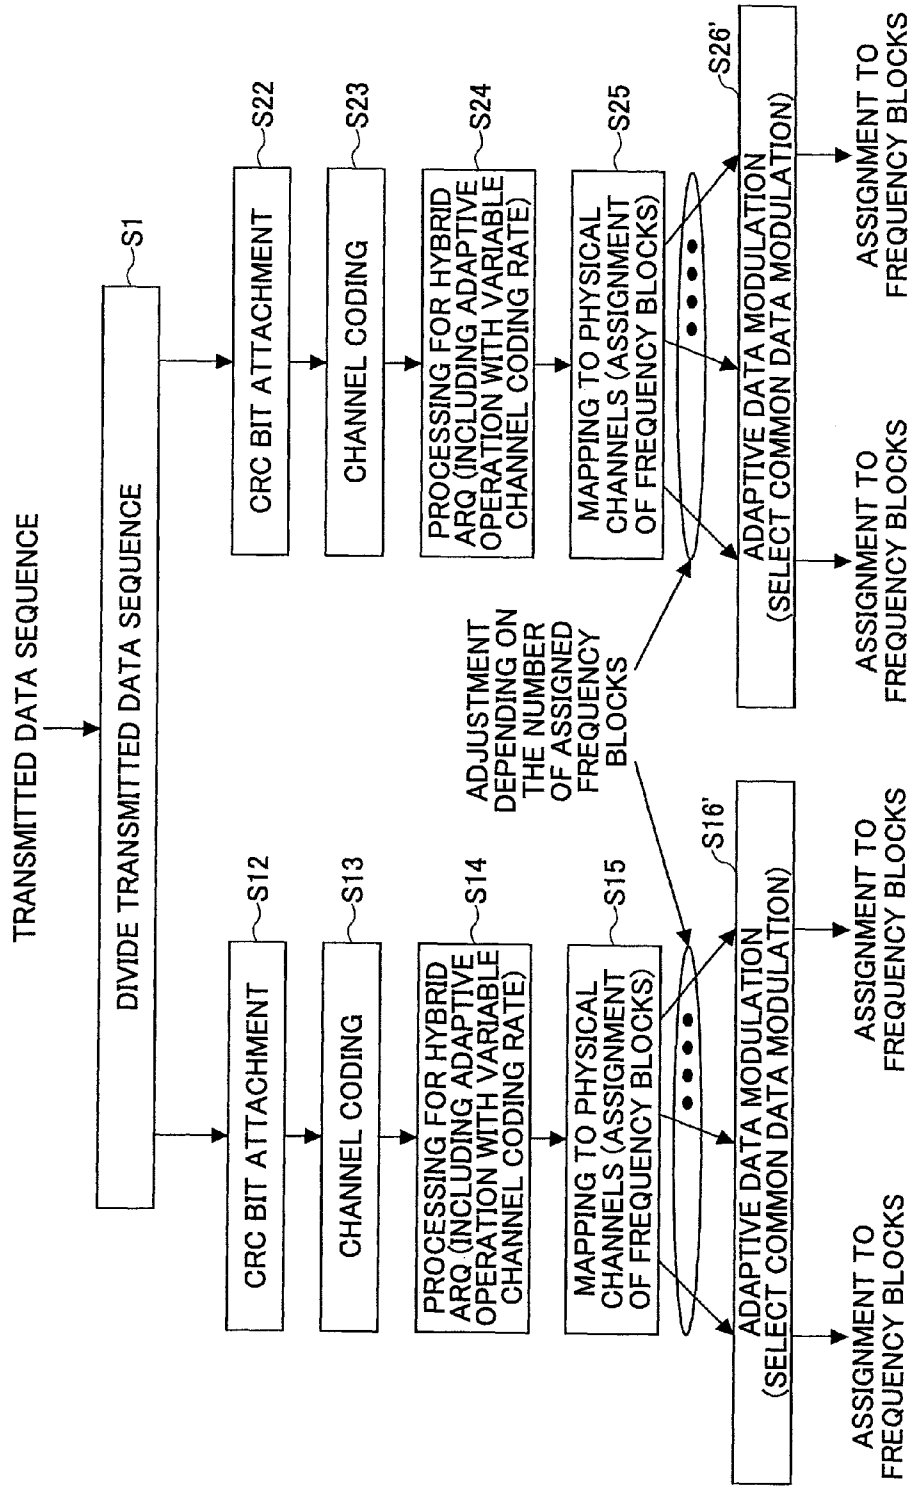 TRANSMITTED DATA SEQUENCE
DIVIDE TRANSMITTED DATA SEQUENCE
S1
CRC BIT ATTACHMENT
S12
CHANNEL CODING
S13
PROCESSING FOR HYBRID
ARQ (INCLUDING ADAPTIVE
OPERATION WITH VARIABLE
CHANNEL CODING RATE)
S14
MAPPING TO PHYSICAL
CHANNELS (ASSIGNMENT
OF FREQUENCY BLOCKS)
S15
ADAPTIVE DATA MODULATION
(SELECT COMMON DATA MODULATION)
S16'
ASSIGNMENT TO
FREQUENCY BLOCKS
ASSIGNMENT TO
FREQUENCY BLOCKS
ADJUSTMENT
DEPENDING ON
THE NUMBER
OF ASSIGNED
FREQUENCY
BLOCKS
CRC BIT ATTACHMENT
S22
CHANNEL CODING
S23
PROCESSING FOR HYBRID
ARQ (INCLUDING ADAPTIVE
OPERATION WITH VARIABLE
CHANNEL CODING RATE)
S24
MAPPING TO PHYSICAL
CHANNELS (ASSIGNMENT
OF FREQUENCY BLOCKS)
S25
ADAPTIVE DATA MODULATION
(SELECT COMMON DATA MODULATION)
S26'
ASSIGNMENT TO
FREQUENCY BLOCKS
ASSIGNMENT TO
FREQUENCY BLOCKS